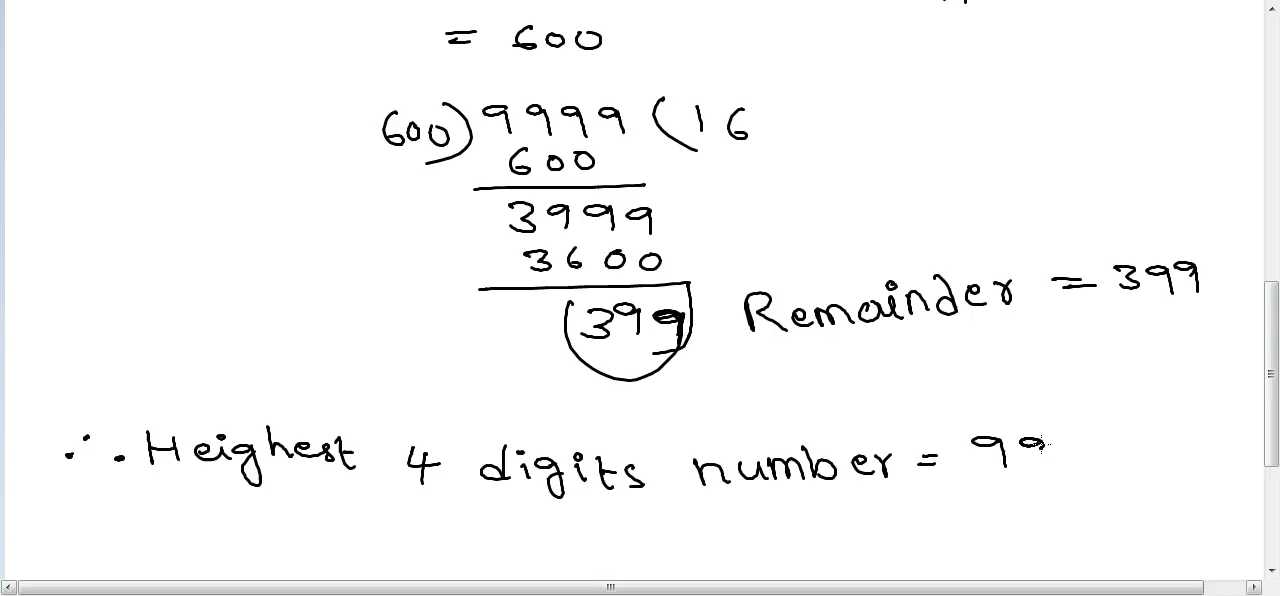 = 600
600) 9999 (16
600
3999
3600
399 Remainder = 399
∴ Heighest 4 digits number = 99